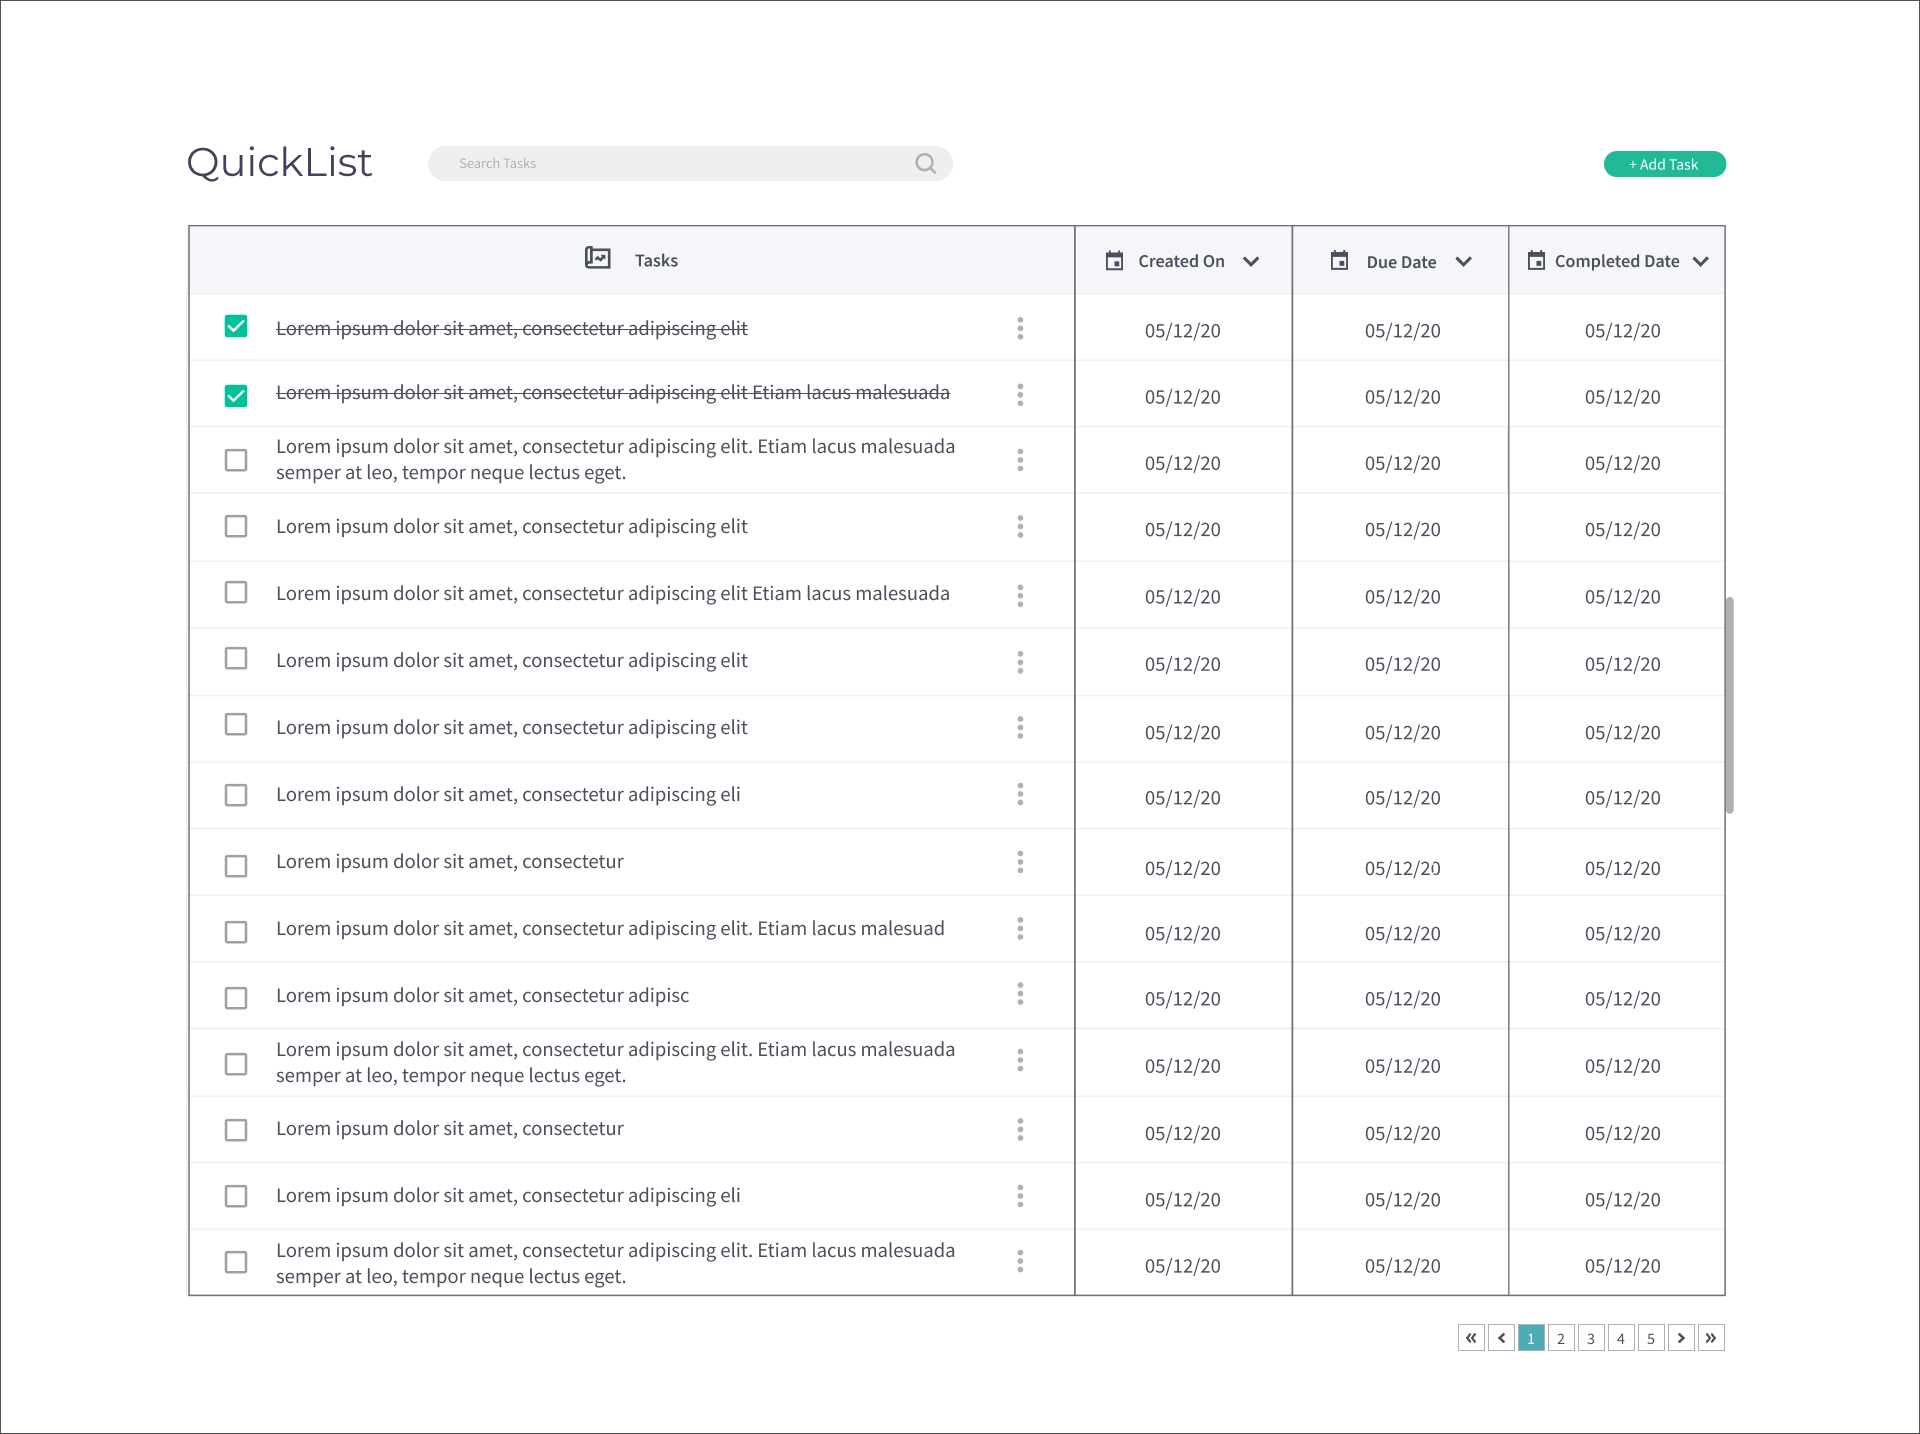 QuickList
Search Tasks
+ Add Task
Tasks Created On Due Date Completed Date
Lorem ipsum dolor sit amet, consectetur adipiscing elit 05/12/20 05/12/20 05/12/20
Lorem ipsum dolor sit amet, consectetur adipiscing elit Etiam lacus malesuada 05/12/20 05/12/20 05/12/20
Lorem ipsum dolor sit amet, consectetur adipiscing elit. Etiam lacus malesuada
semper at leo, tempor neque lectus eget. 05/12/20 05/12/20 05/12/20
Lorem ipsum dolor sit amet, consectetur adipiscing elit 05/12/20 05/12/20 05/12/20
Lorem ipsum dolor sit amet, consectetur adipiscing elit Etiam lacus malesuada 05/12/20 05/12/20 05/12/20
Lorem ipsum dolor sit amet, consectetur adipiscing elit 05/12/20 05/12/20 05/12/20
Lorem ipsum dolor sit amet, consectetur adipiscing elit 05/12/20 05/12/20 05/12/20
Lorem ipsum dolor sit amet, consectetur adipiscing eli 05/12/20 05/12/20 05/12/20
Lorem ipsum dolor sit amet, consectetur 05/12/20 05/12/20 05/12/20
Lorem ipsum dolor sit amet, consectetur adipiscing elit. Etiam lacus malesuad 05/12/20 05/12/20 05/12/20
Lorem ipsum dolor sit amet, consectetur adipisc 05/12/20 05/12/20 05/12/20
Lorem ipsum dolor sit amet, consectetur adipiscing elit. Etiam lacus malesuada
semper at leo, tempor neque lectus eget. 05/12/20 05/12/20 05/12/20
Lorem ipsum dolor sit amet, consectetur 05/12/20 05/12/20 05/12/20
Lorem ipsum dolor sit amet, consectetur adipiscing eli 05/12/20 05/12/20 05/12/20
Lorem ipsum dolor sit amet, consectetur adipiscing elit. Etiam lacus malesuada
semper at leo, tempor neque lectus eget. 05/12/20 05/12/20 05/12/20
« ‹ 1 2 3 4 5 › »